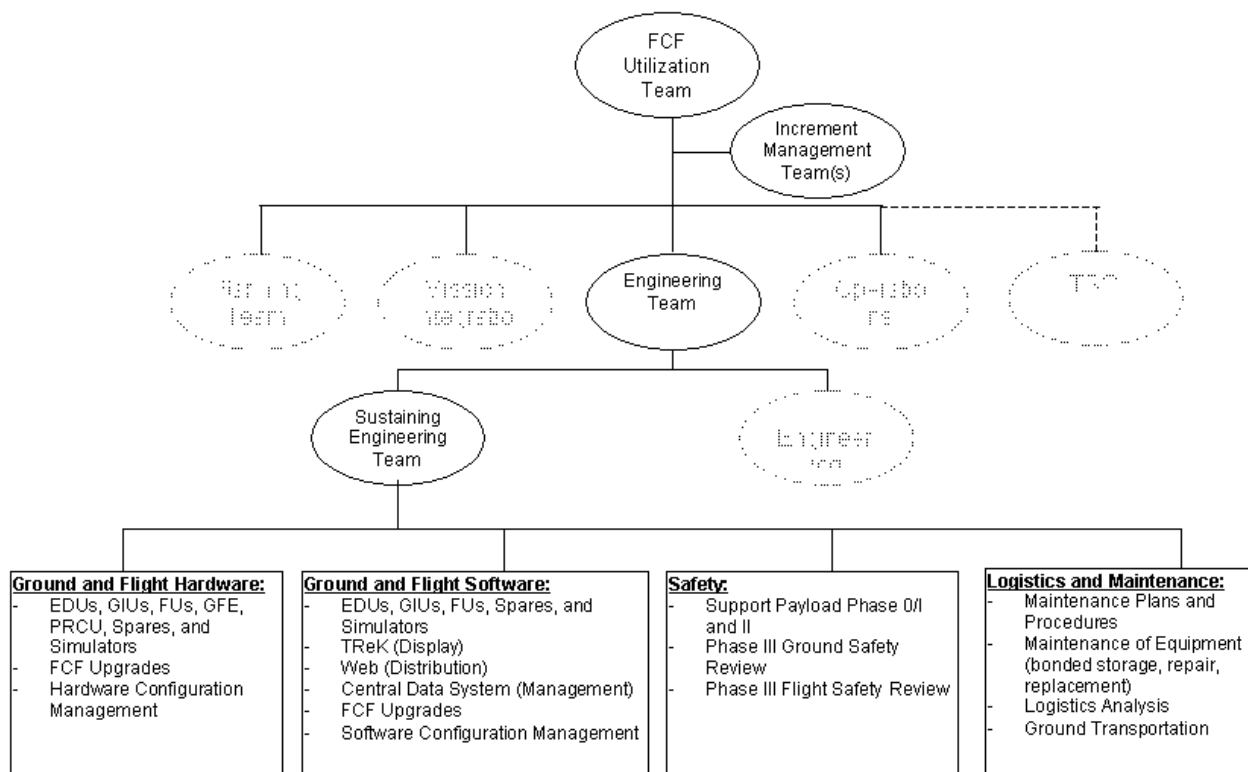 FCF
Utilization
Team
Increment
Management
Team(s)
Engineering
Team
Sustaining
Engineering
Team
Ground and Flight Hardware:
- EDUs, GIUs, FUs, GFE,
PRCU, Spares, and
Simulators
- FCF Upgrades
- Hardware Configuration
Management
Ground and Flight Software:
- EDUs, GIUs, FUs, Spares, and
Simulators
- TReK (Display)
- Web (Distribution)
- Central Data System (Management)
- FCF Upgrades
- Software Configuration Management
Safety:
- Support Payload Phase 0/I
and II
- Phase III Ground Safety
Review
- Phase III Flight Safety Review
Logistics and Maintenance:
- Maintenance Plans and
Procedures
- Maintenance of Equipment
(bonded storage, repair,
replacement)
- Logistics Analysis
- Ground Transportation